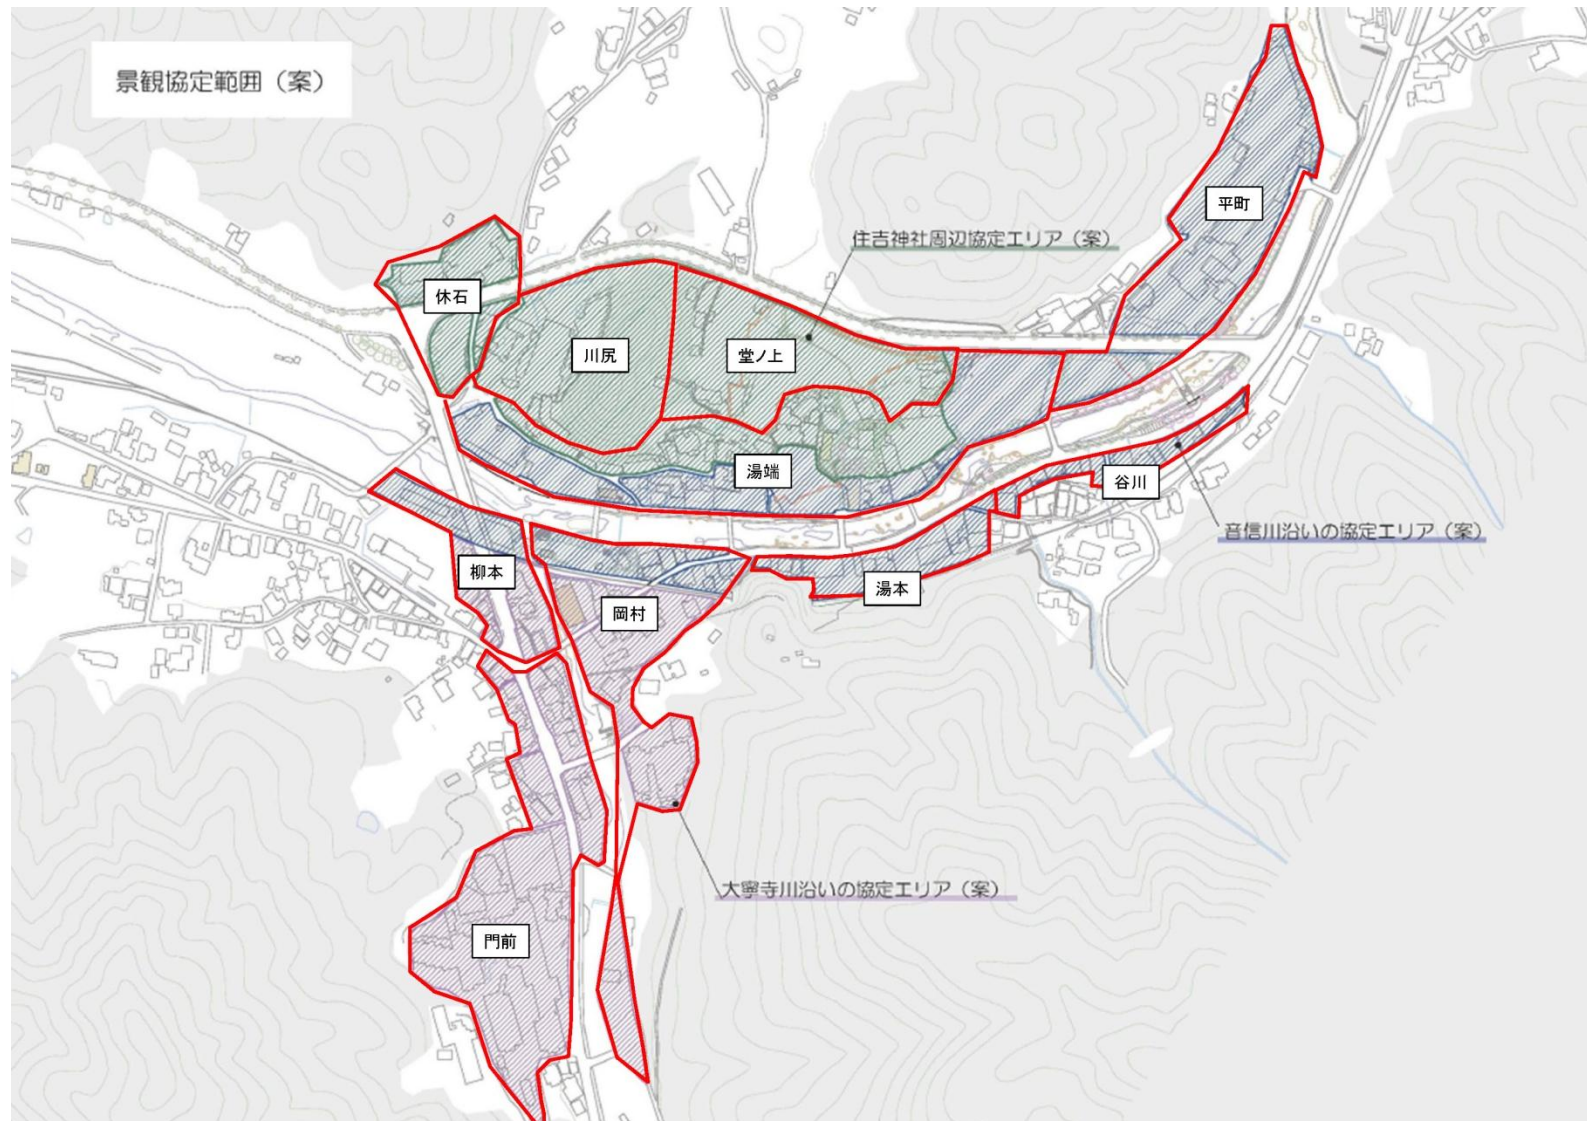 景観協定範囲（案）
平町
住吉神社周辺協定エリア（案）
休石
川尻
堂ノ上
湯端
谷川
音信川沿いの協定エリア（案）
柳本
湯本
岡村
大寧寺川沿いの協定エリア（案）
門前